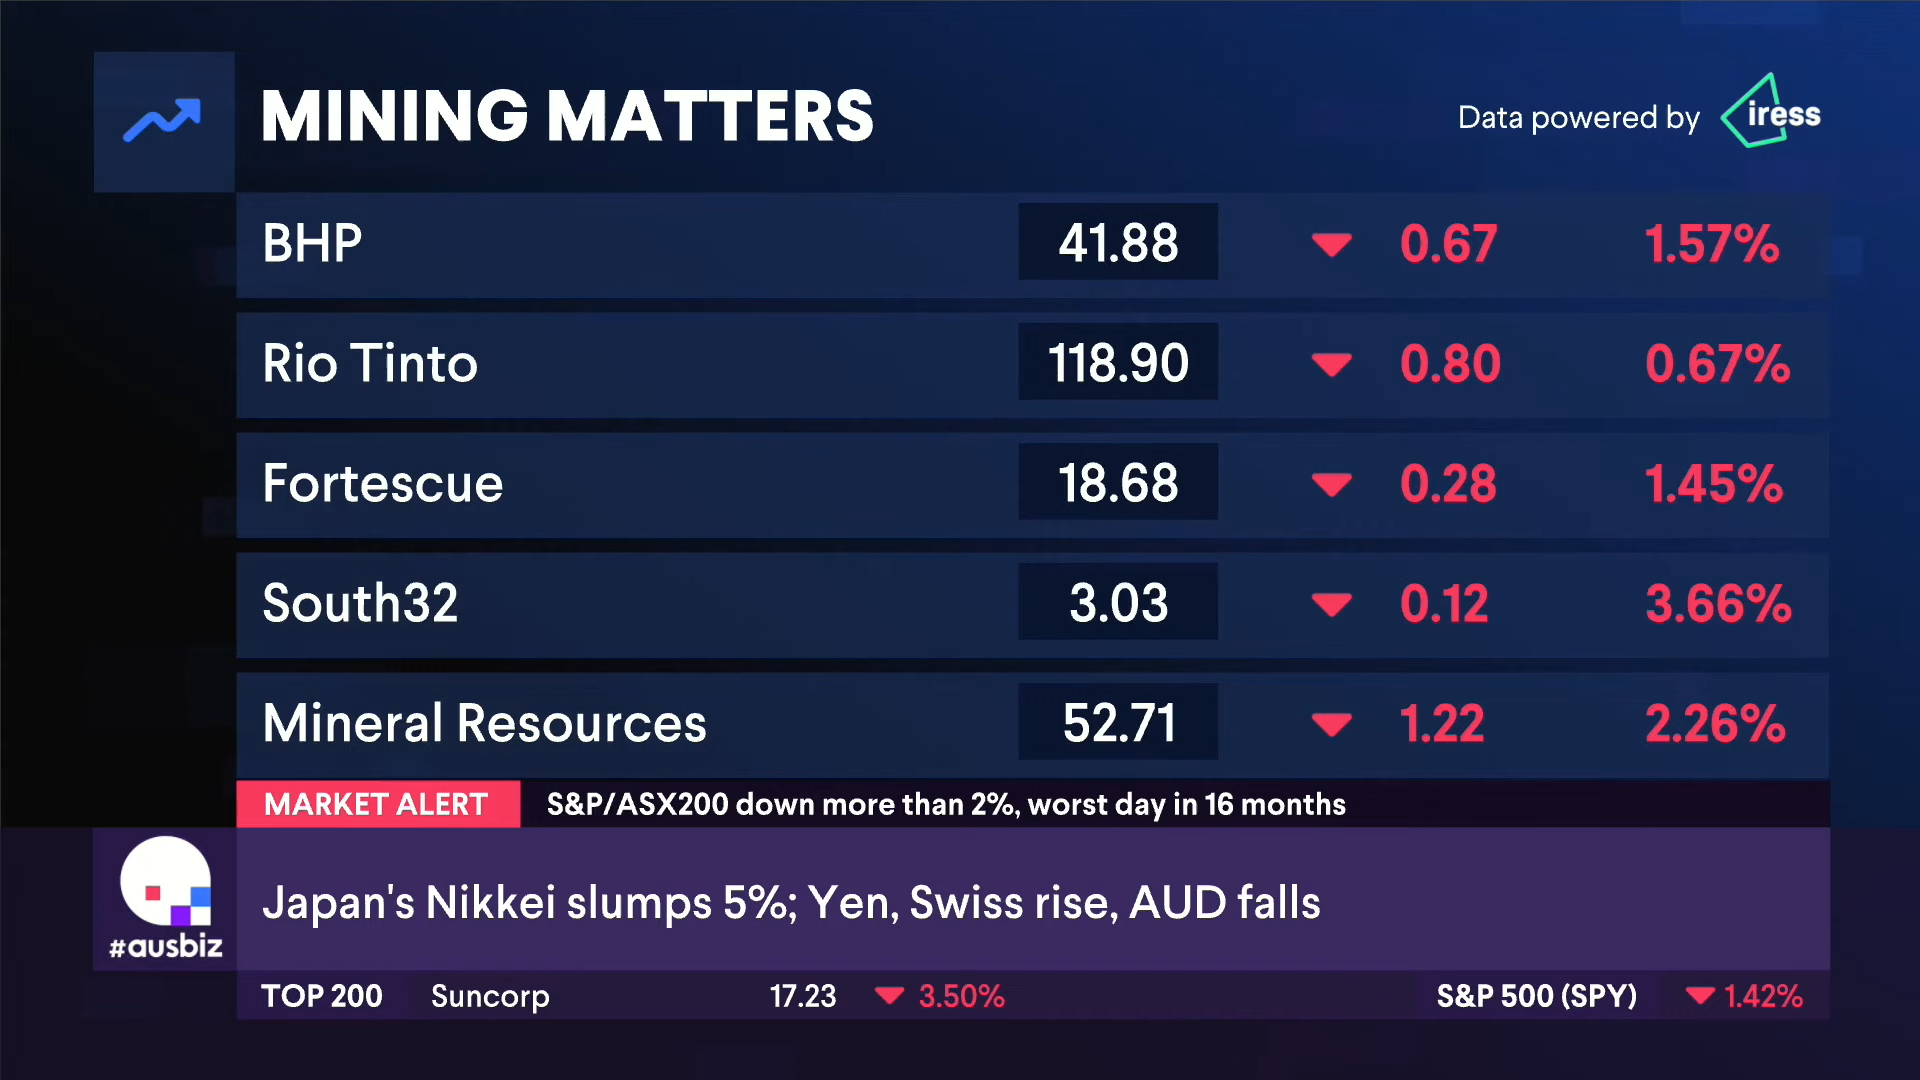 MINING MATTERS
Data powered by iress
BHP 41.88 ▼ 0.67 1.57%
Rio Tinto 118.90 ▼ 0.80 0.67%
Fortescue 18.68 ▼ 0.28 1.45%
South32 3.03 ▼ 0.12 3.66%
Mineral Resources 52.71 ▼ 1.22 2.26%
MARKET ALERT S&P/ASX200 down more than 2%, worst day in 16 months
Japan's Nikkei slumps 5%; Yen, Swiss rise, AUD falls
#ausbiz
TOP 200 Suncorp 17.23 ▼ 3.50% S&P 500 (SPY) ▼ 1.42%